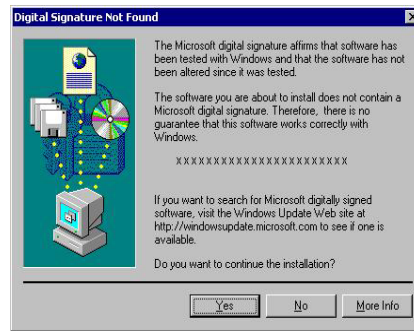 Digital Signature Not Found
The Microsoft digital signature affirms that software has
been tested with Windows and that the software has not
been altered since it was tested.
The software you are about to install does not contain a
Microsoft digital signature. Therefore, there is no
guarantee that this software works correctly with
Windows.
xxxxxxxxxxxxxxxxxxxxxxx
If you want to search for Microsoft digitally signed
software, visit the Windows Update Web site at
http://windowsupdate.microsoft.com to see if one is
available.
Do you want to continue the installation?
Yes No More Info